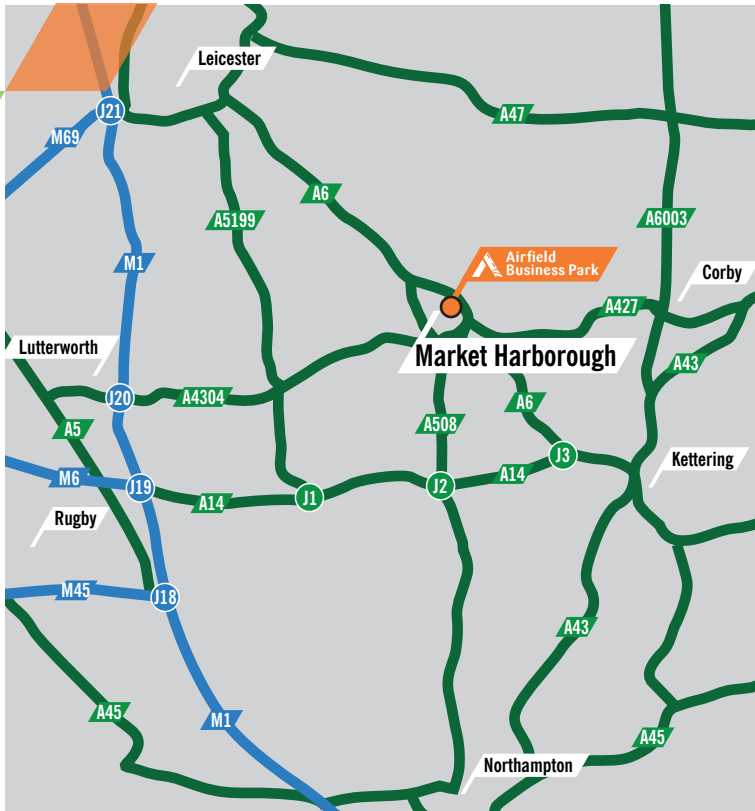 Leicester
J21
A47
M69
A6
A5199
A6003
Airfield
Business Park
M1
Corby
A427
Lutterworth
Market Harborough
A43
J20
A4304
A6
A5
A508
J3
Kettering
M6
J19
A14
J2
A14
J1
Rugby
M45
J18
A43
A45
M1
A45
Northampton